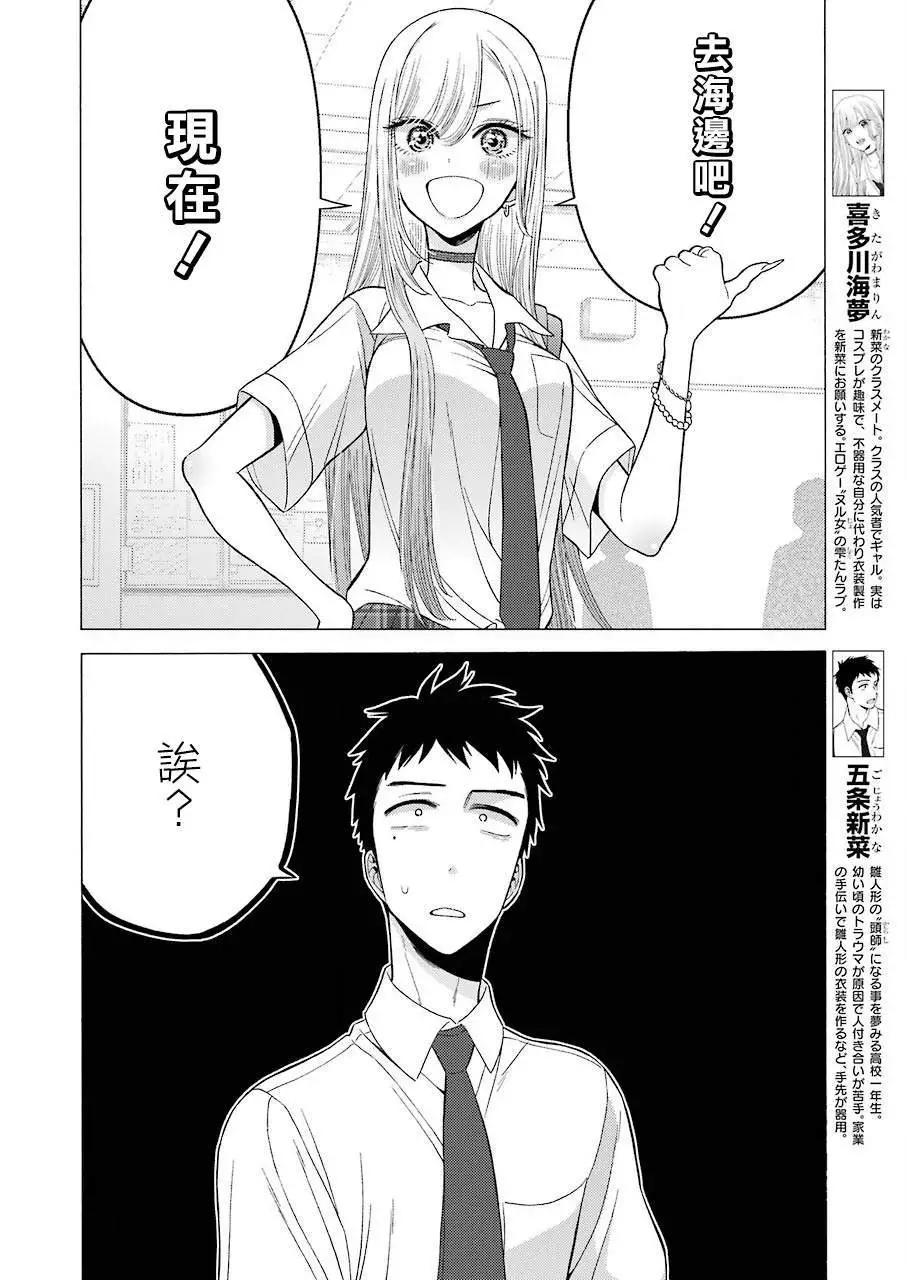 去海邊吧！
現在！
誒？
喜多川海夢
きたがわまりん
新菜のクラスメート。クラスの人気者でギャル。実は
わかな
コスプレが趣味で、不器用な自分に代わり衣装製作
を新菜にお願いする。エロゲー〝ヌル女〟の雫たんラブ。
五条新菜
ごじょうわかな
雛人形の〝頭師〟になる事を夢みる高校一年生。
かしらし
幼い頃のトラウマが原因で人付き合いが苦手。家業
の手伝いで雛人形の衣装を作るなど、手先が器用。